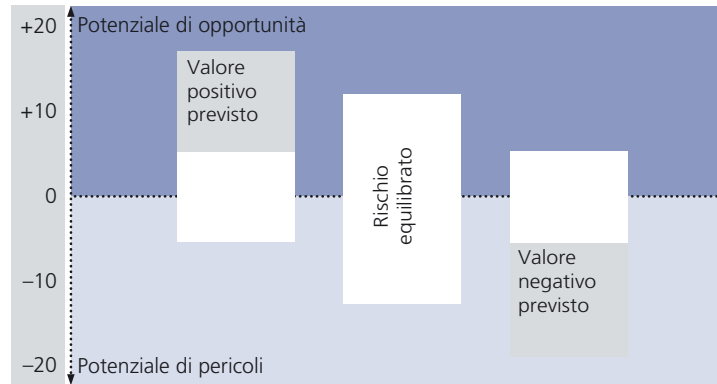 +20
Potenziale di opportunità
Valore
positivo
previsto
+10
Rischio
equilibrato
0
Valore
negativo
previsto
−10
−20
Potenziale di pericoli